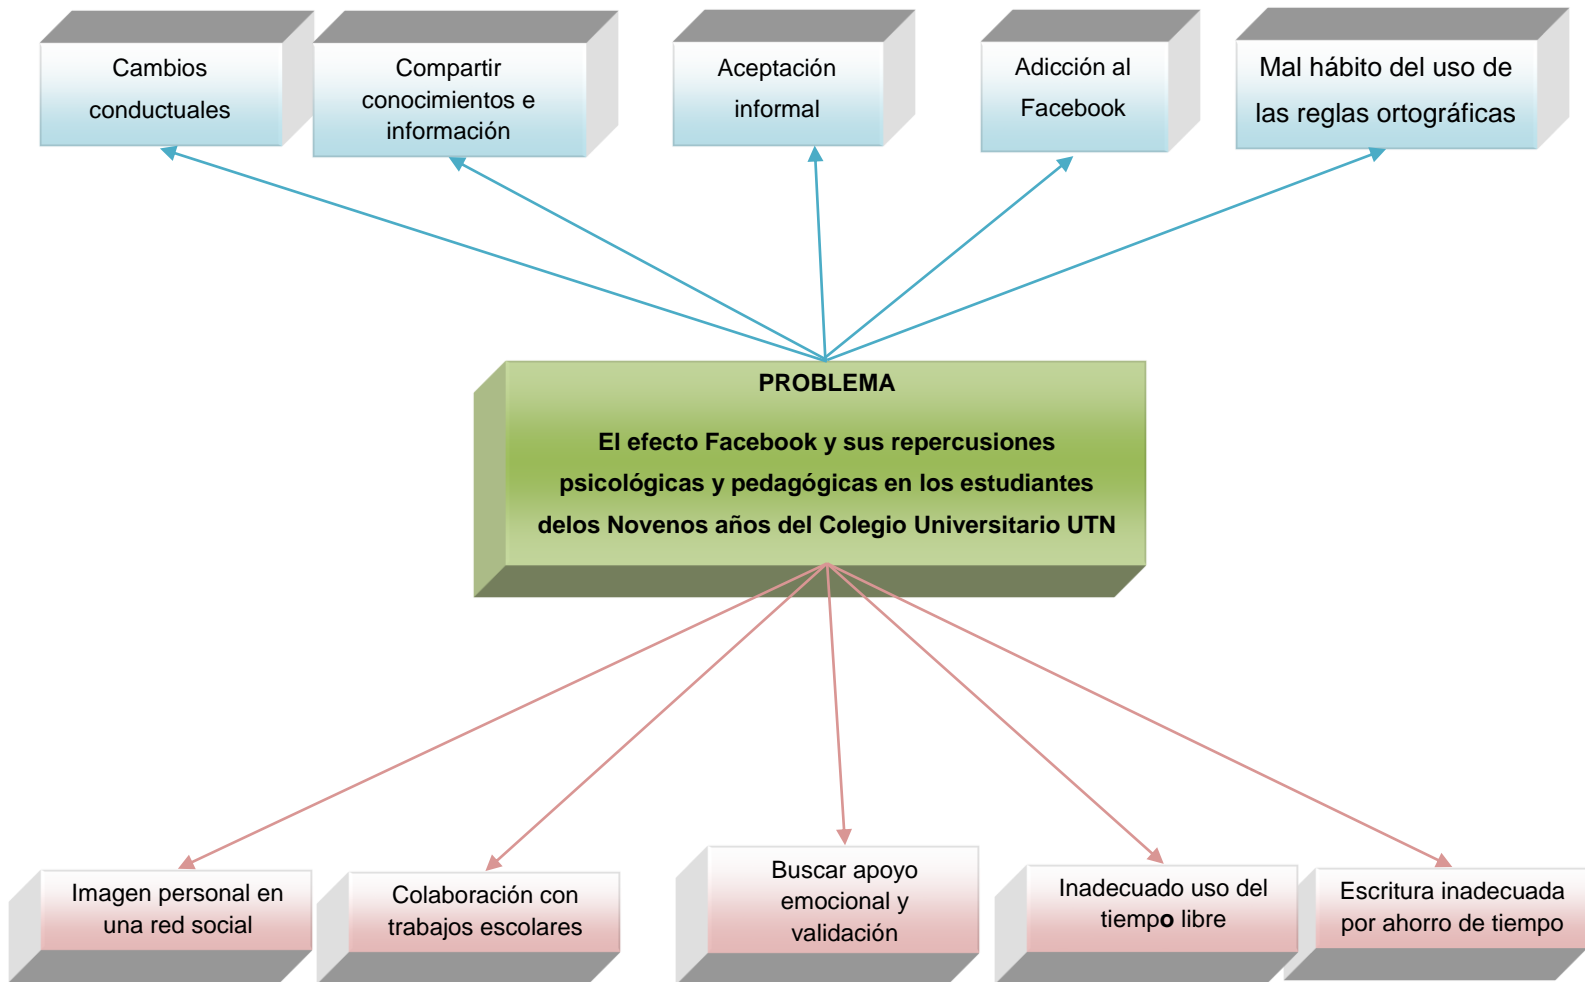 Cambios
conductuales
Compartir
conocimientos e
información
Aceptación
informal
Adicción al
Facebook
Mal hábito del uso de
las reglas ortográficas
PROBLEMA
El efecto Facebook y sus repercusiones
psicológicas y pedagógicas en los estudiantes
delos Novenos años del Colegio Universitario UTN
Imagen personal en
una red social
Colaboración con
trabajos escolares
Buscar apoyo
emocional y
validación
Inadecuado uso del
tiempo libre
Escritura inadecuada
por ahorro de tiempo